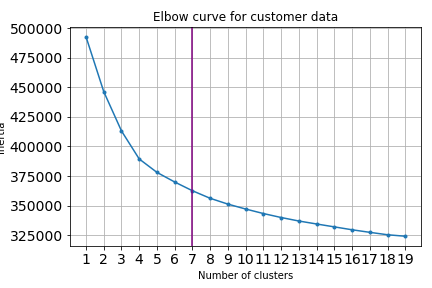 Elbow curve for customer data
500000
475000
450000
425000
400000
375000
350000
325000
Inertia
1 2 3 4 5 6 7 8 9 10 11 12 13 14 15 16 17 18 19
Number of clusters